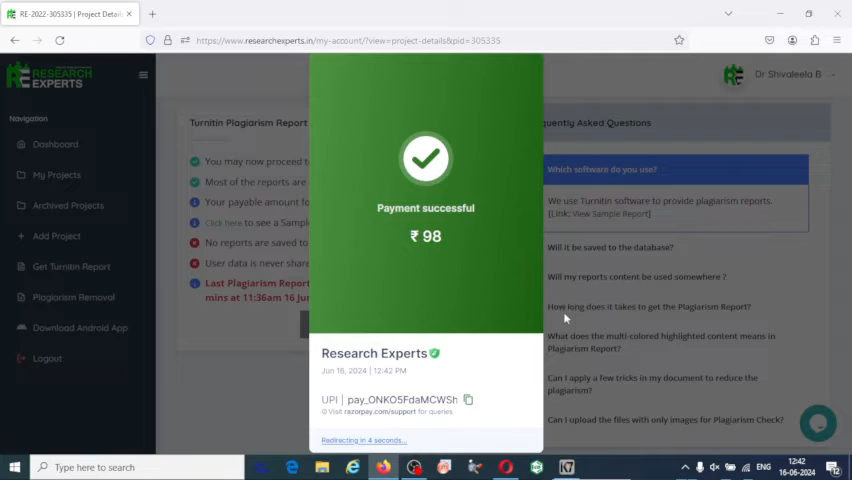 RE-2022-305335 | Project Details
https://www.researchexperts.in/my-account/?view=project-details&pid=305335
RESEARCH
EXPERTS
Dr Shivaleela B
Navigation
Dashboard
My Projects
Archived Projects
Add Project
Get Turnitin Report
Plagiarism Removal
Download Android App
Logout
Turnitin Plagiarism Report
You may now proceed t
Most of the reports are
Your payable amount fo
Click here to see a Samp
No reports are saved to
User data is never share
Last Plagiarism Report
mins at 11:36am 16 Jun
Payment successful
₹ 98
Research Experts
Jun 16, 2024 | 12:42 PM
UPI | pay_ONKO5FdaMCWSh
Visit razorpay.com/support for queries
Redirecting in 4 seconds...
quently Asked Questions
Which software do you use?
We use Turnitin software to provide plagiarism reports.
[Link: View Sample Report]
Will it be saved to the database?
Will my reports content be used somewhere ?
How long does it takes to get the Plagiarism Report?
What does the multi-colored highlighted content means in
Plagiarism Report?
Can I apply a few tricks in my document to reduce the
plagiarism?
Can I upload the files with only images for Plagiarism Check?
Type here to search
K7
ENG
12:42
16-06-2024
12